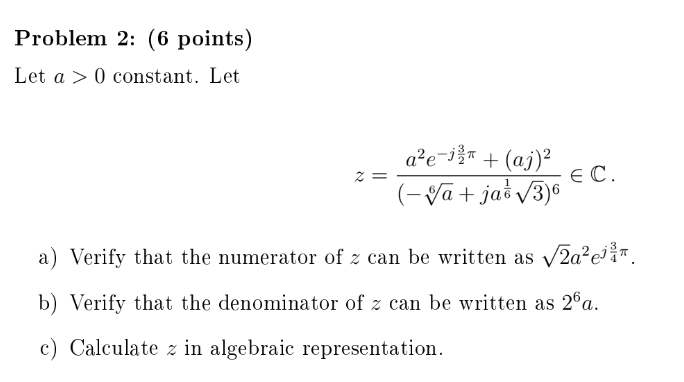 Problem 2: (6 points)
Let a > 0 constant. Let
z = \frac{a^2 e^{-j\frac{3}{2}\pi} + (aj)^2}{(-\sqrt[6]{a} + ja^{\frac{1}{6}}\sqrt{3})^6} ∈ ℂ.
a) Verify that the numerator of z can be written as \sqrt{2}a^2 e^{j\frac{3}{4}\pi}.
b) Verify that the denominator of z can be written as 2^6 a.
c) Calculate z in algebraic representation.